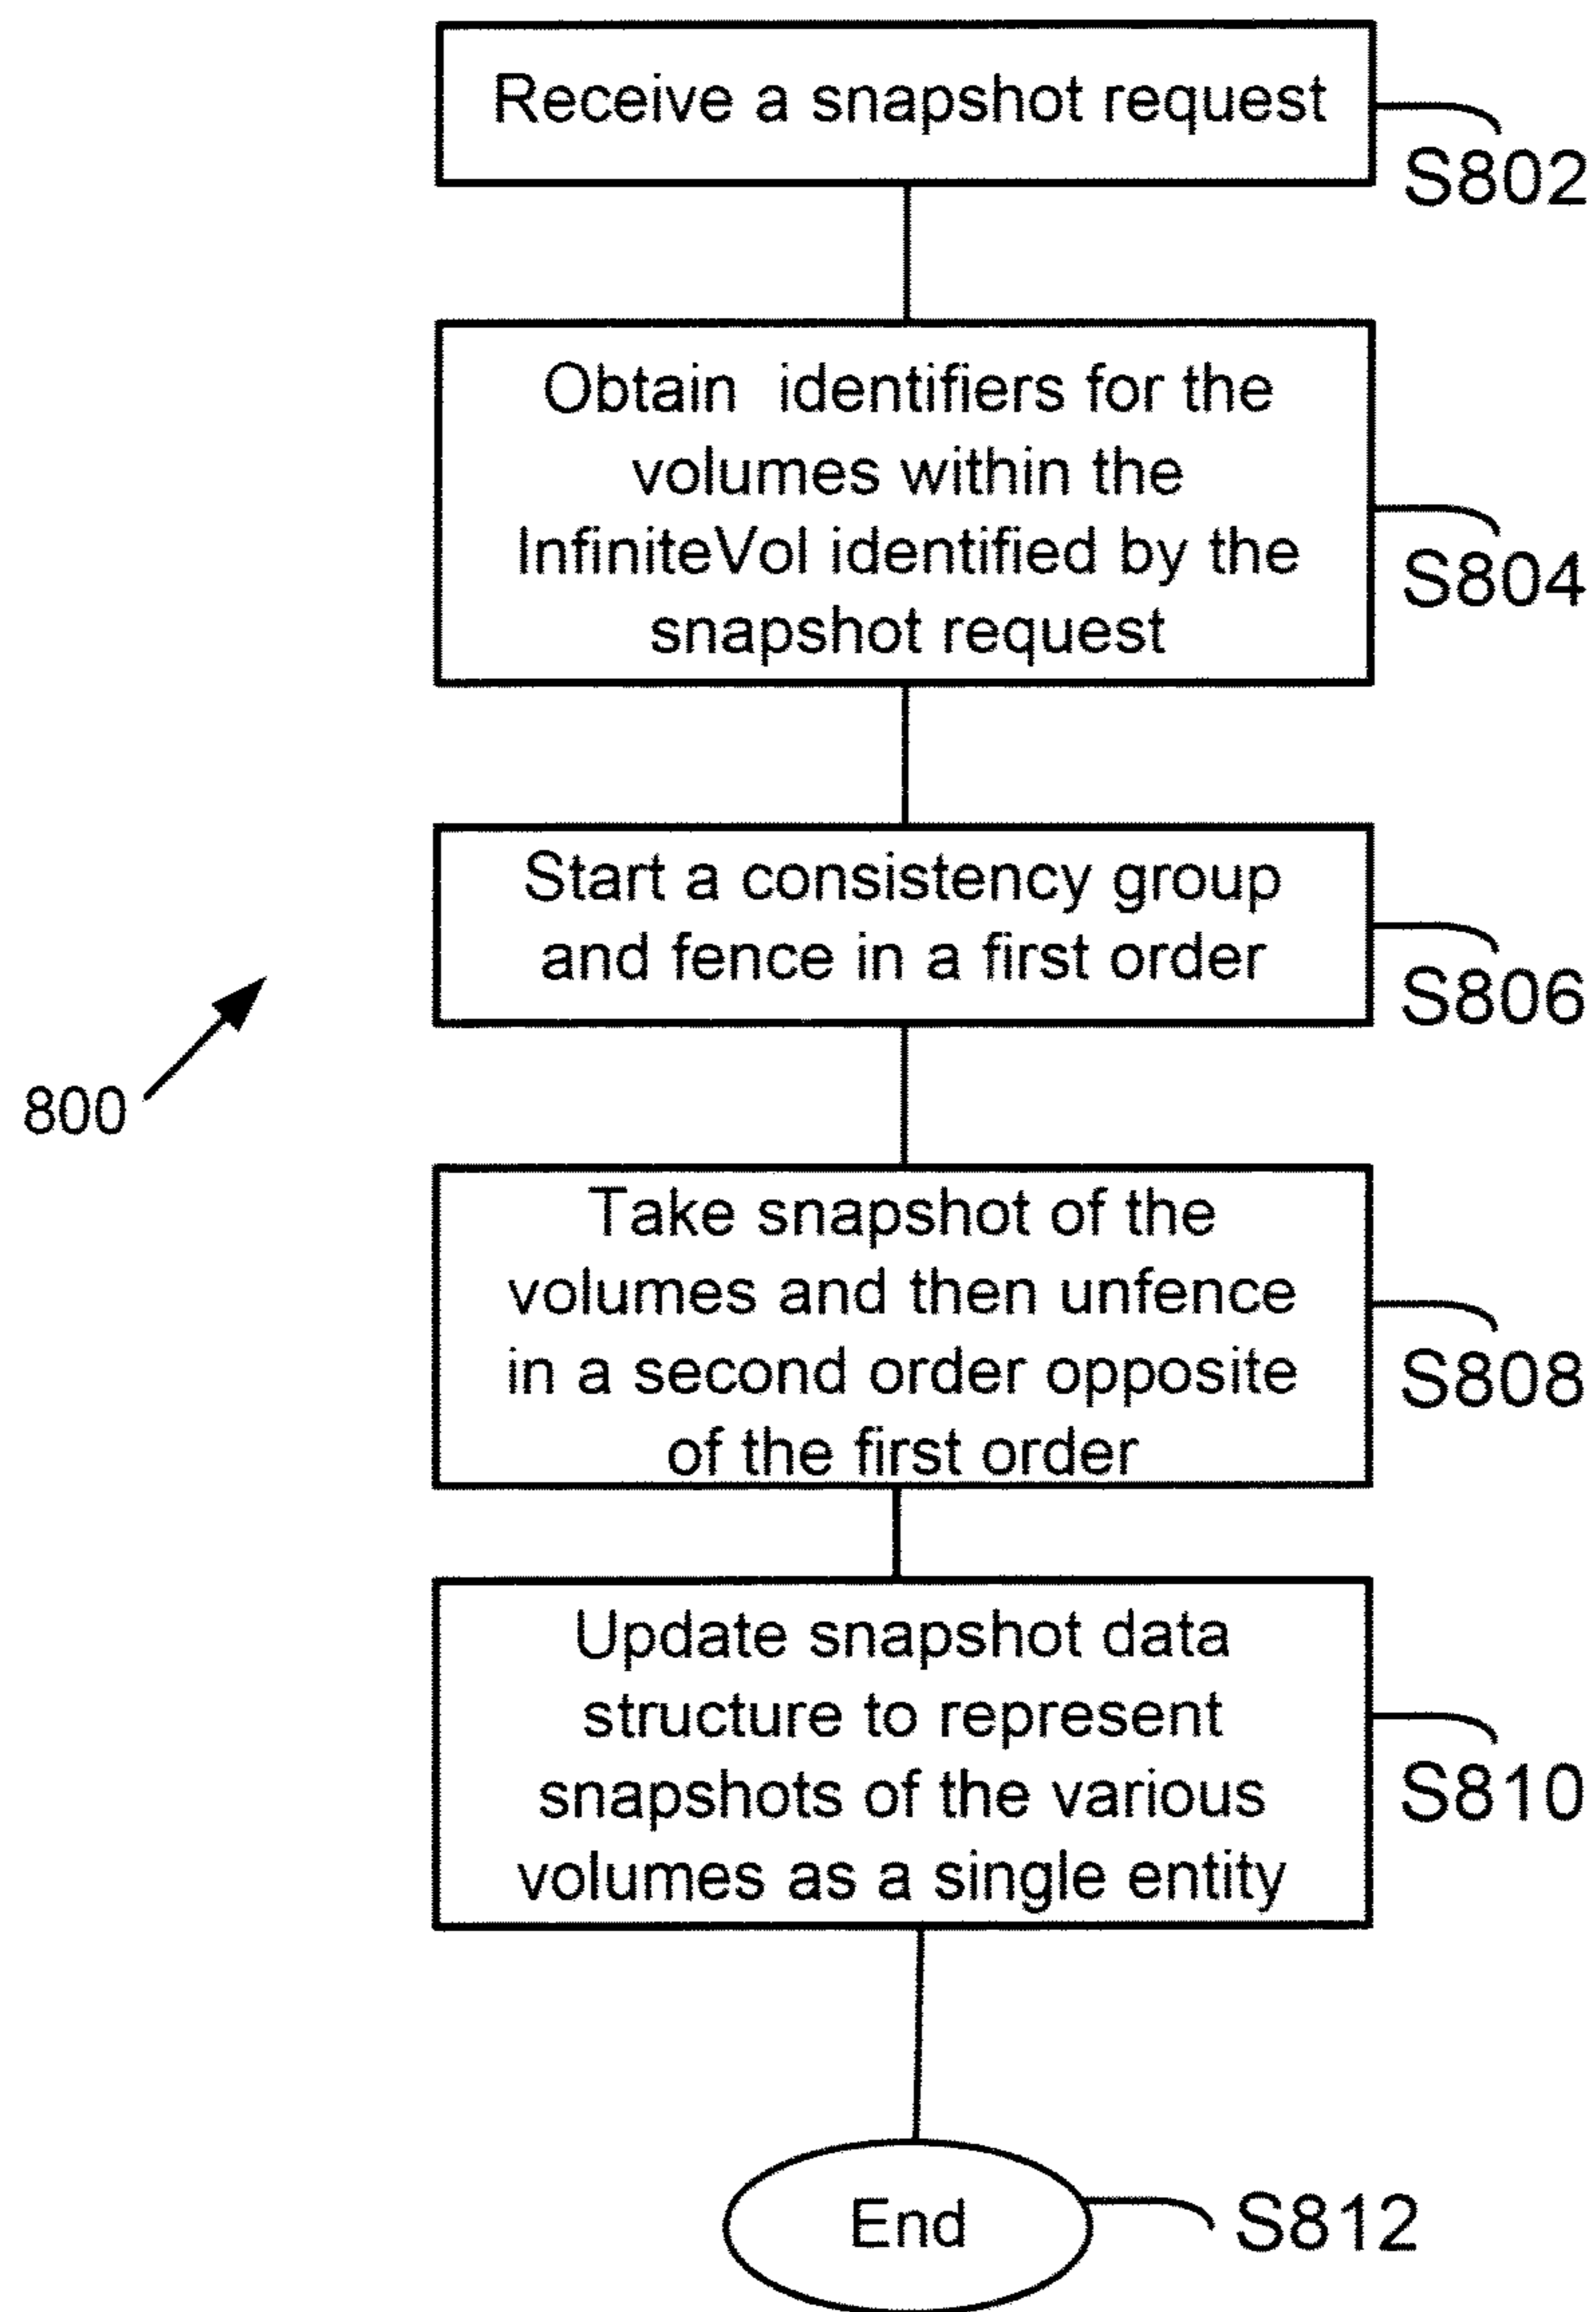 Receive a snapshot request
S802
Obtain identifiers for the
volumes within the
InfiniteVol identified by the
snapshot request
S804
Start a consistency group
and fence in a first order
S806
800
Take snapshot of the
volumes and then unfence
in a second order opposite
of the first order
S808
Update snapshot data
structure to represent
snapshots of the various
volumes as a single entity
S810
End
S812